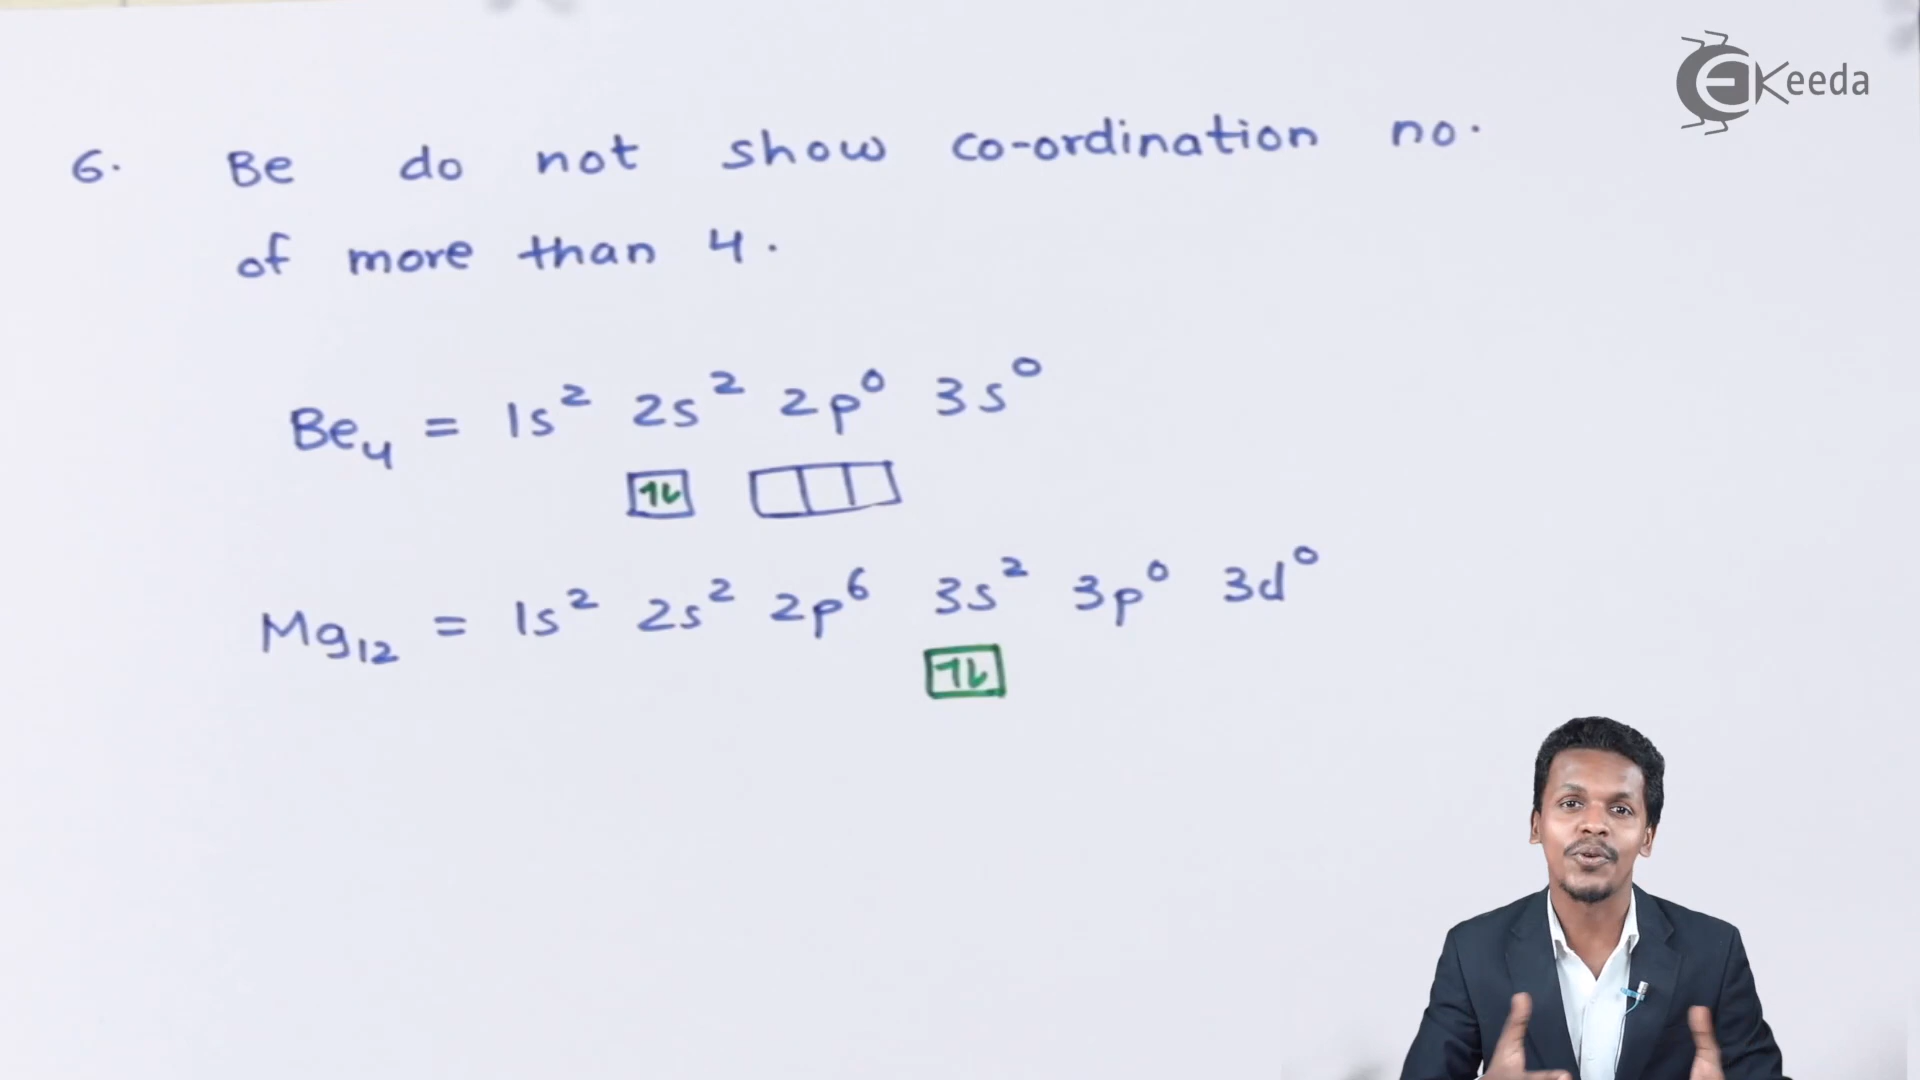 EKeeda
6. Be do not show co-ordination no.
of more than 4.
Be₄ = 1s² 2s² 2p⁰ 3s⁰
↿⇂
Mg₁₂ = 1s² 2s² 2p⁶ 3s² 3p⁰ 3d⁰
↿⇂